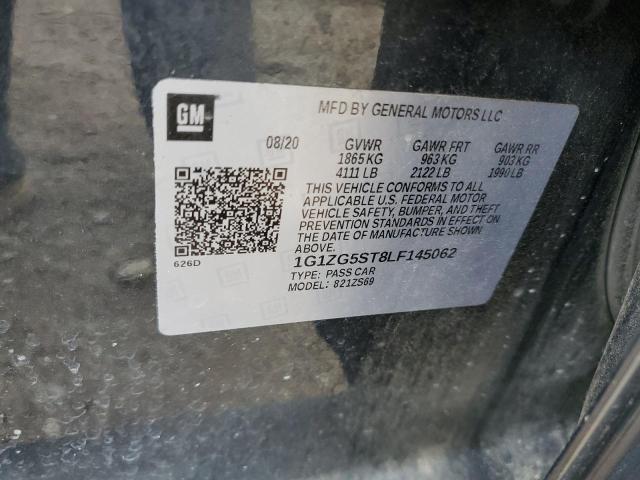 GM
MFD BY GENERAL MOTORS LLC
08/20 GVWR GAWR FRT GAWR RR
1865 KG 963 KG 903 KG
4111 LB 2122 LB 1990 LB
THIS VEHICLE CONFORMS TO ALL
APPLICABLE U.S. FEDERAL MOTOR
VEHICLE SAFETY, BUMPER, AND THEFT
PREVENTION STANDARDS IN EFFECT ON
THE DATE OF MANUFACTURE SHOWN
ABOVE.
626D
1G1ZG5ST8LF145062
TYPE: PASS CAR
MODEL: 821ZS69